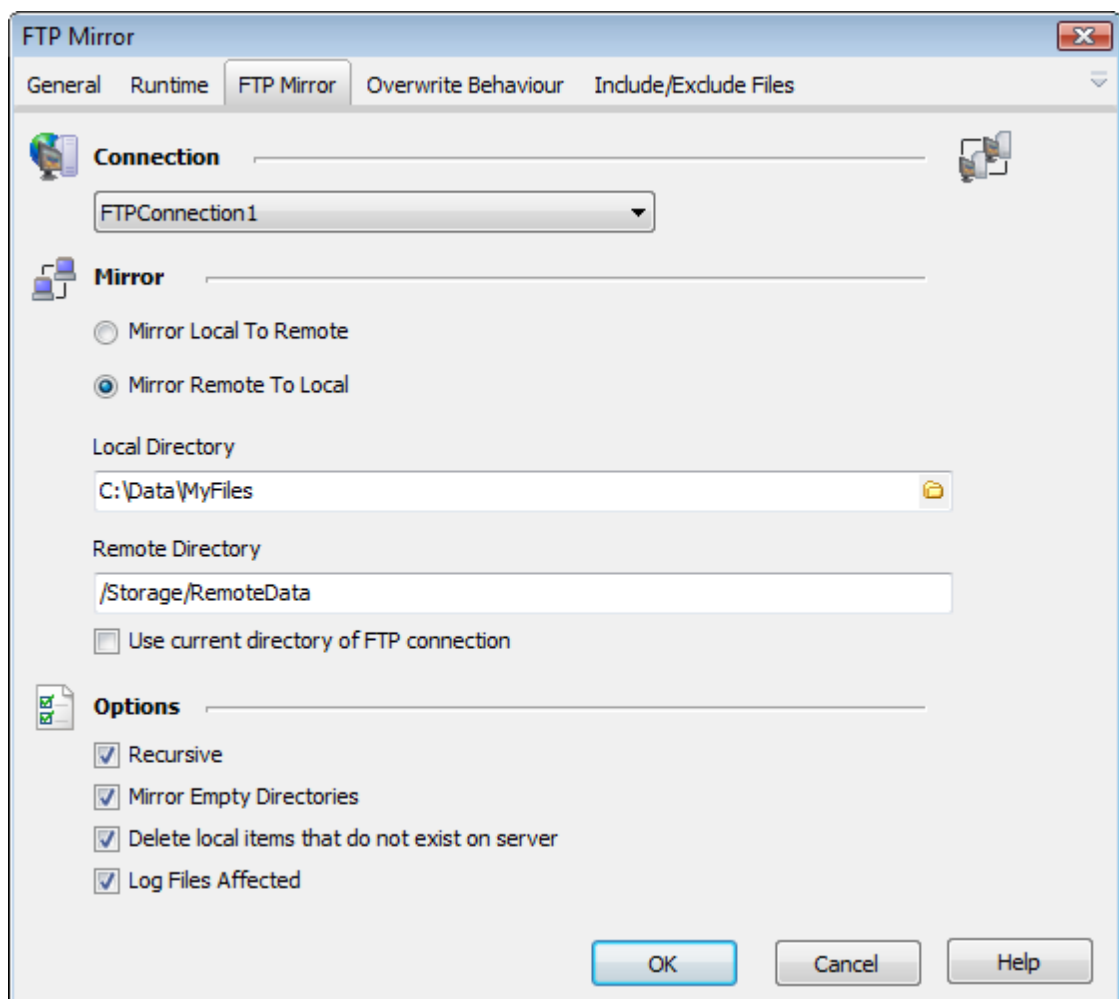 FTP Mirror
General Runtime FTP Mirror Overwrite Behaviour Include/Exclude Files
Connection
FTPConnection1
Mirror
Mirror Local To Remote
Mirror Remote To Local
Local Directory
C:\Data\MyFiles
Remote Directory
/Storage/RemoteData
Use current directory of FTP connection
Options
Recursive
Mirror Empty Directories
Delete local items that do not exist on server
Log Files Affected
OK Cancel Help